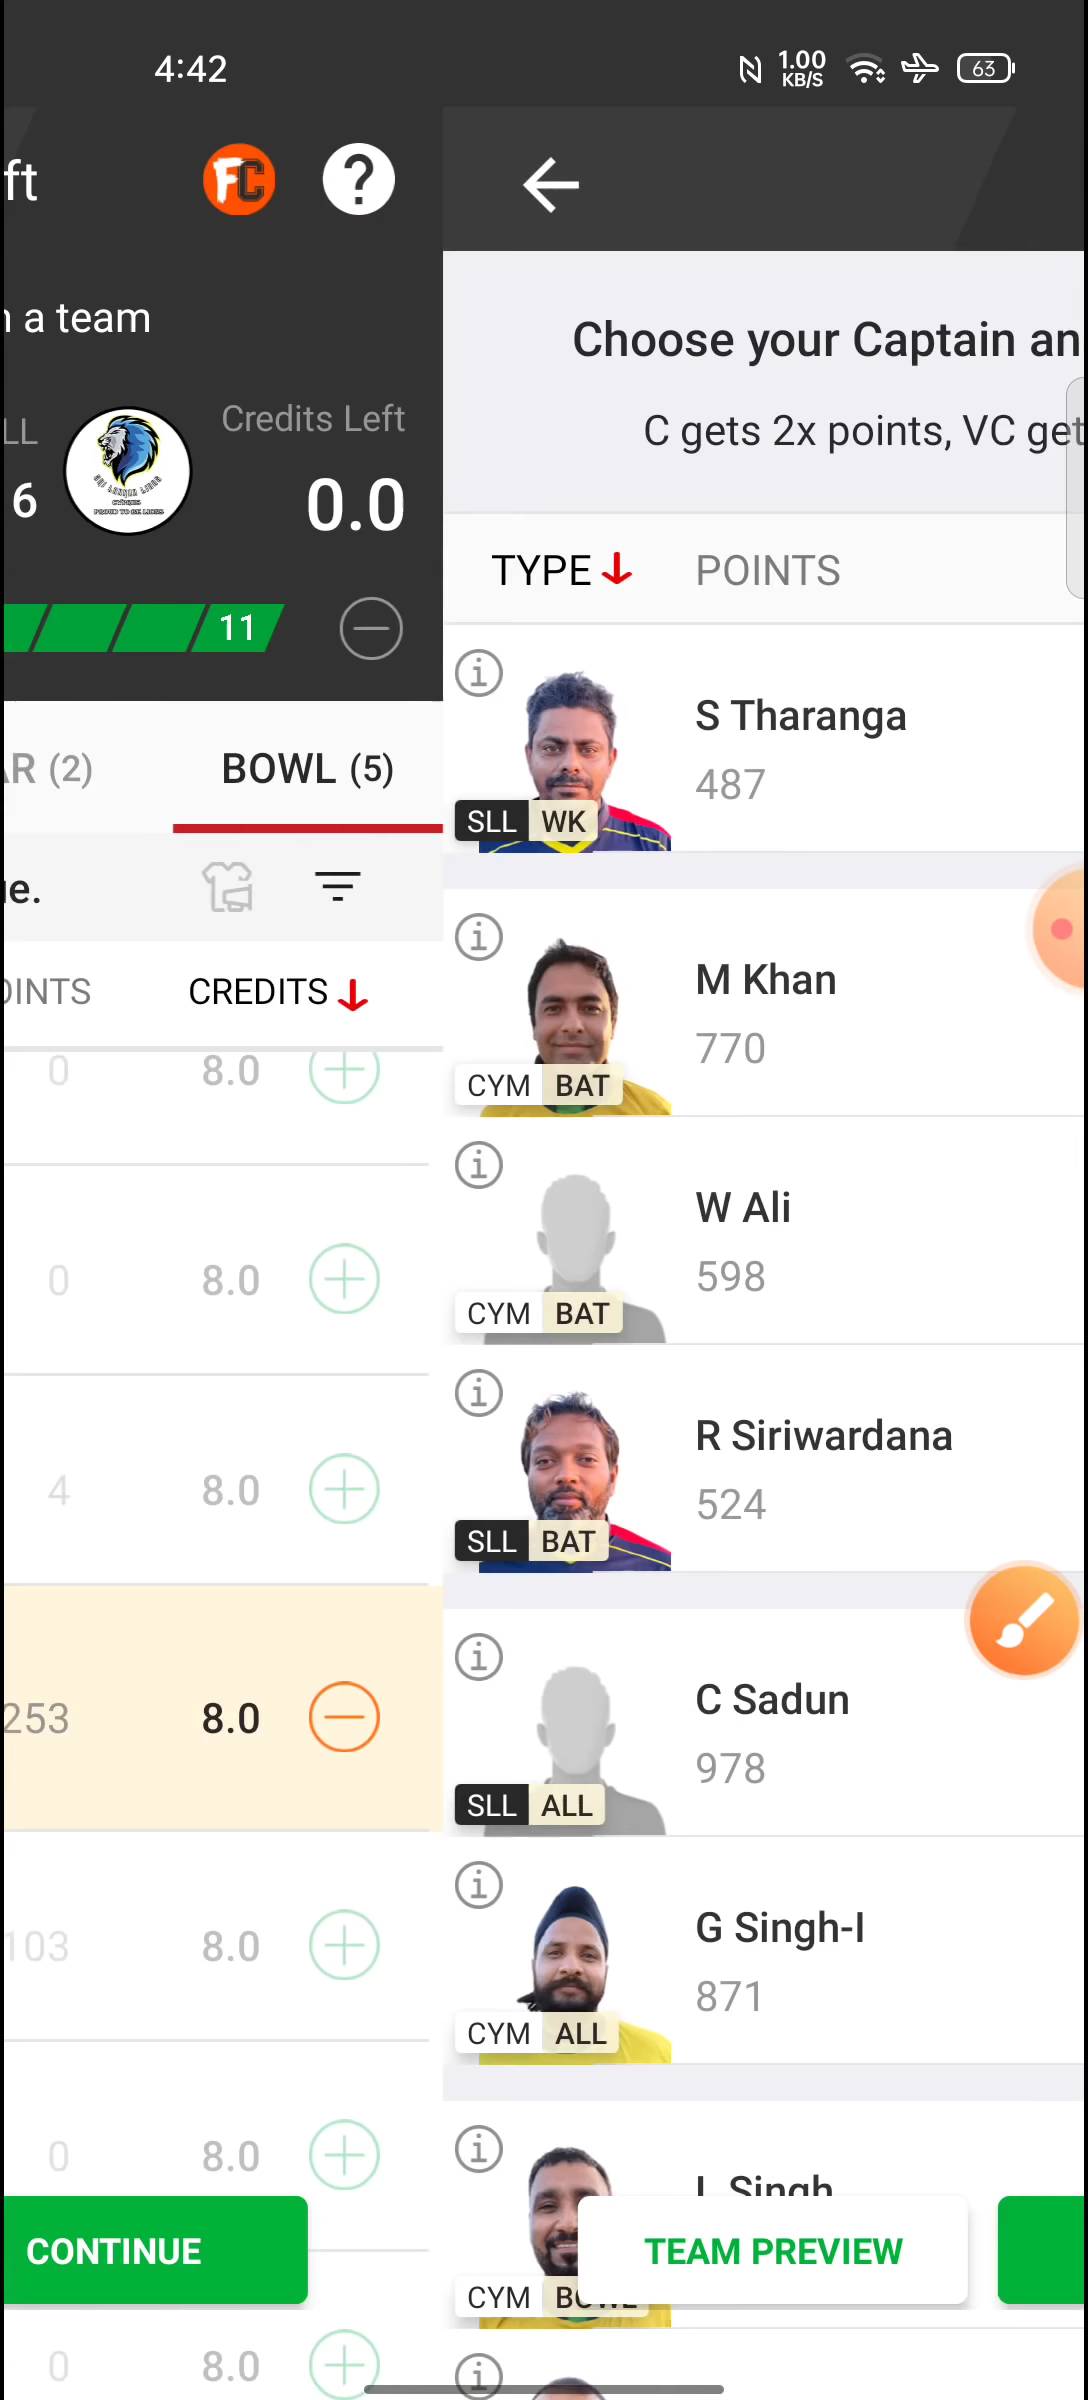 4:42
1.00
KB/S
63
ft
FC
?
a team
LL
6
Credits Left
0.0
11
(2)
BOWL (5)
CREDITS
0 8.0
0 8.0
4 8.0
253 8.0
103 8.0
0 8.0
CONTINUE
0 8.0
Choose your Captain an
C gets 2x points, VC get
TYPE
POINTS
S Tharanga
487
SLL WK
M Khan
770
CYM BAT
W Ali
598
CYM BAT
R Siriwardana
524
SLL BAT
C Sadun
978
SLL ALL
G Singh-I
871
CYM ALL
L Singh
TEAM PREVIEW
CYM BOWL